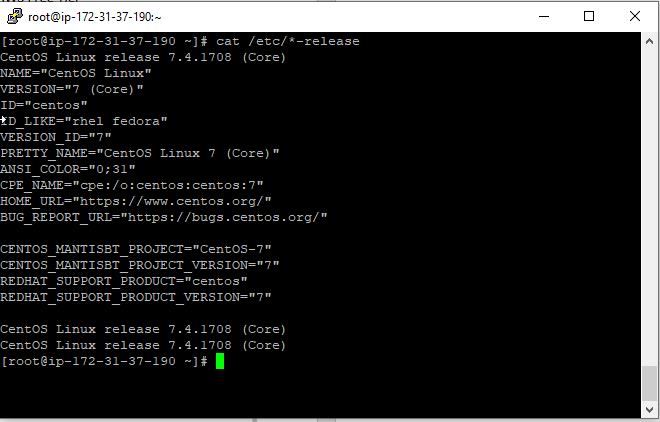 root@ip-172-31-37-190:~
[root@ip-172-31-37-190 ~]# cat /etc/*-release
CentOS Linux release 7.4.1708 (Core)
NAME="CentOS Linux"
VERSION="7 (Core)"
ID="centos"
ID_LIKE="rhel fedora"
VERSION_ID="7"
PRETTY_NAME="CentOS Linux 7 (Core)"
ANSI_COLOR="0;31"
CPE_NAME="cpe:/o:centos:centos:7"
HOME_URL="https://www.centos.org/"
BUG_REPORT_URL="https://bugs.centos.org/"

CENTOS_MANTISBT_PROJECT="CentOS-7"
CENTOS_MANTISBT_PROJECT_VERSION="7"
REDHAT_SUPPORT_PRODUCT="centos"
REDHAT_SUPPORT_PRODUCT_VERSION="7"

CentOS Linux release 7.4.1708 (Core)
CentOS Linux release 7.4.1708 (Core)
[root@ip-172-31-37-190 ~]#